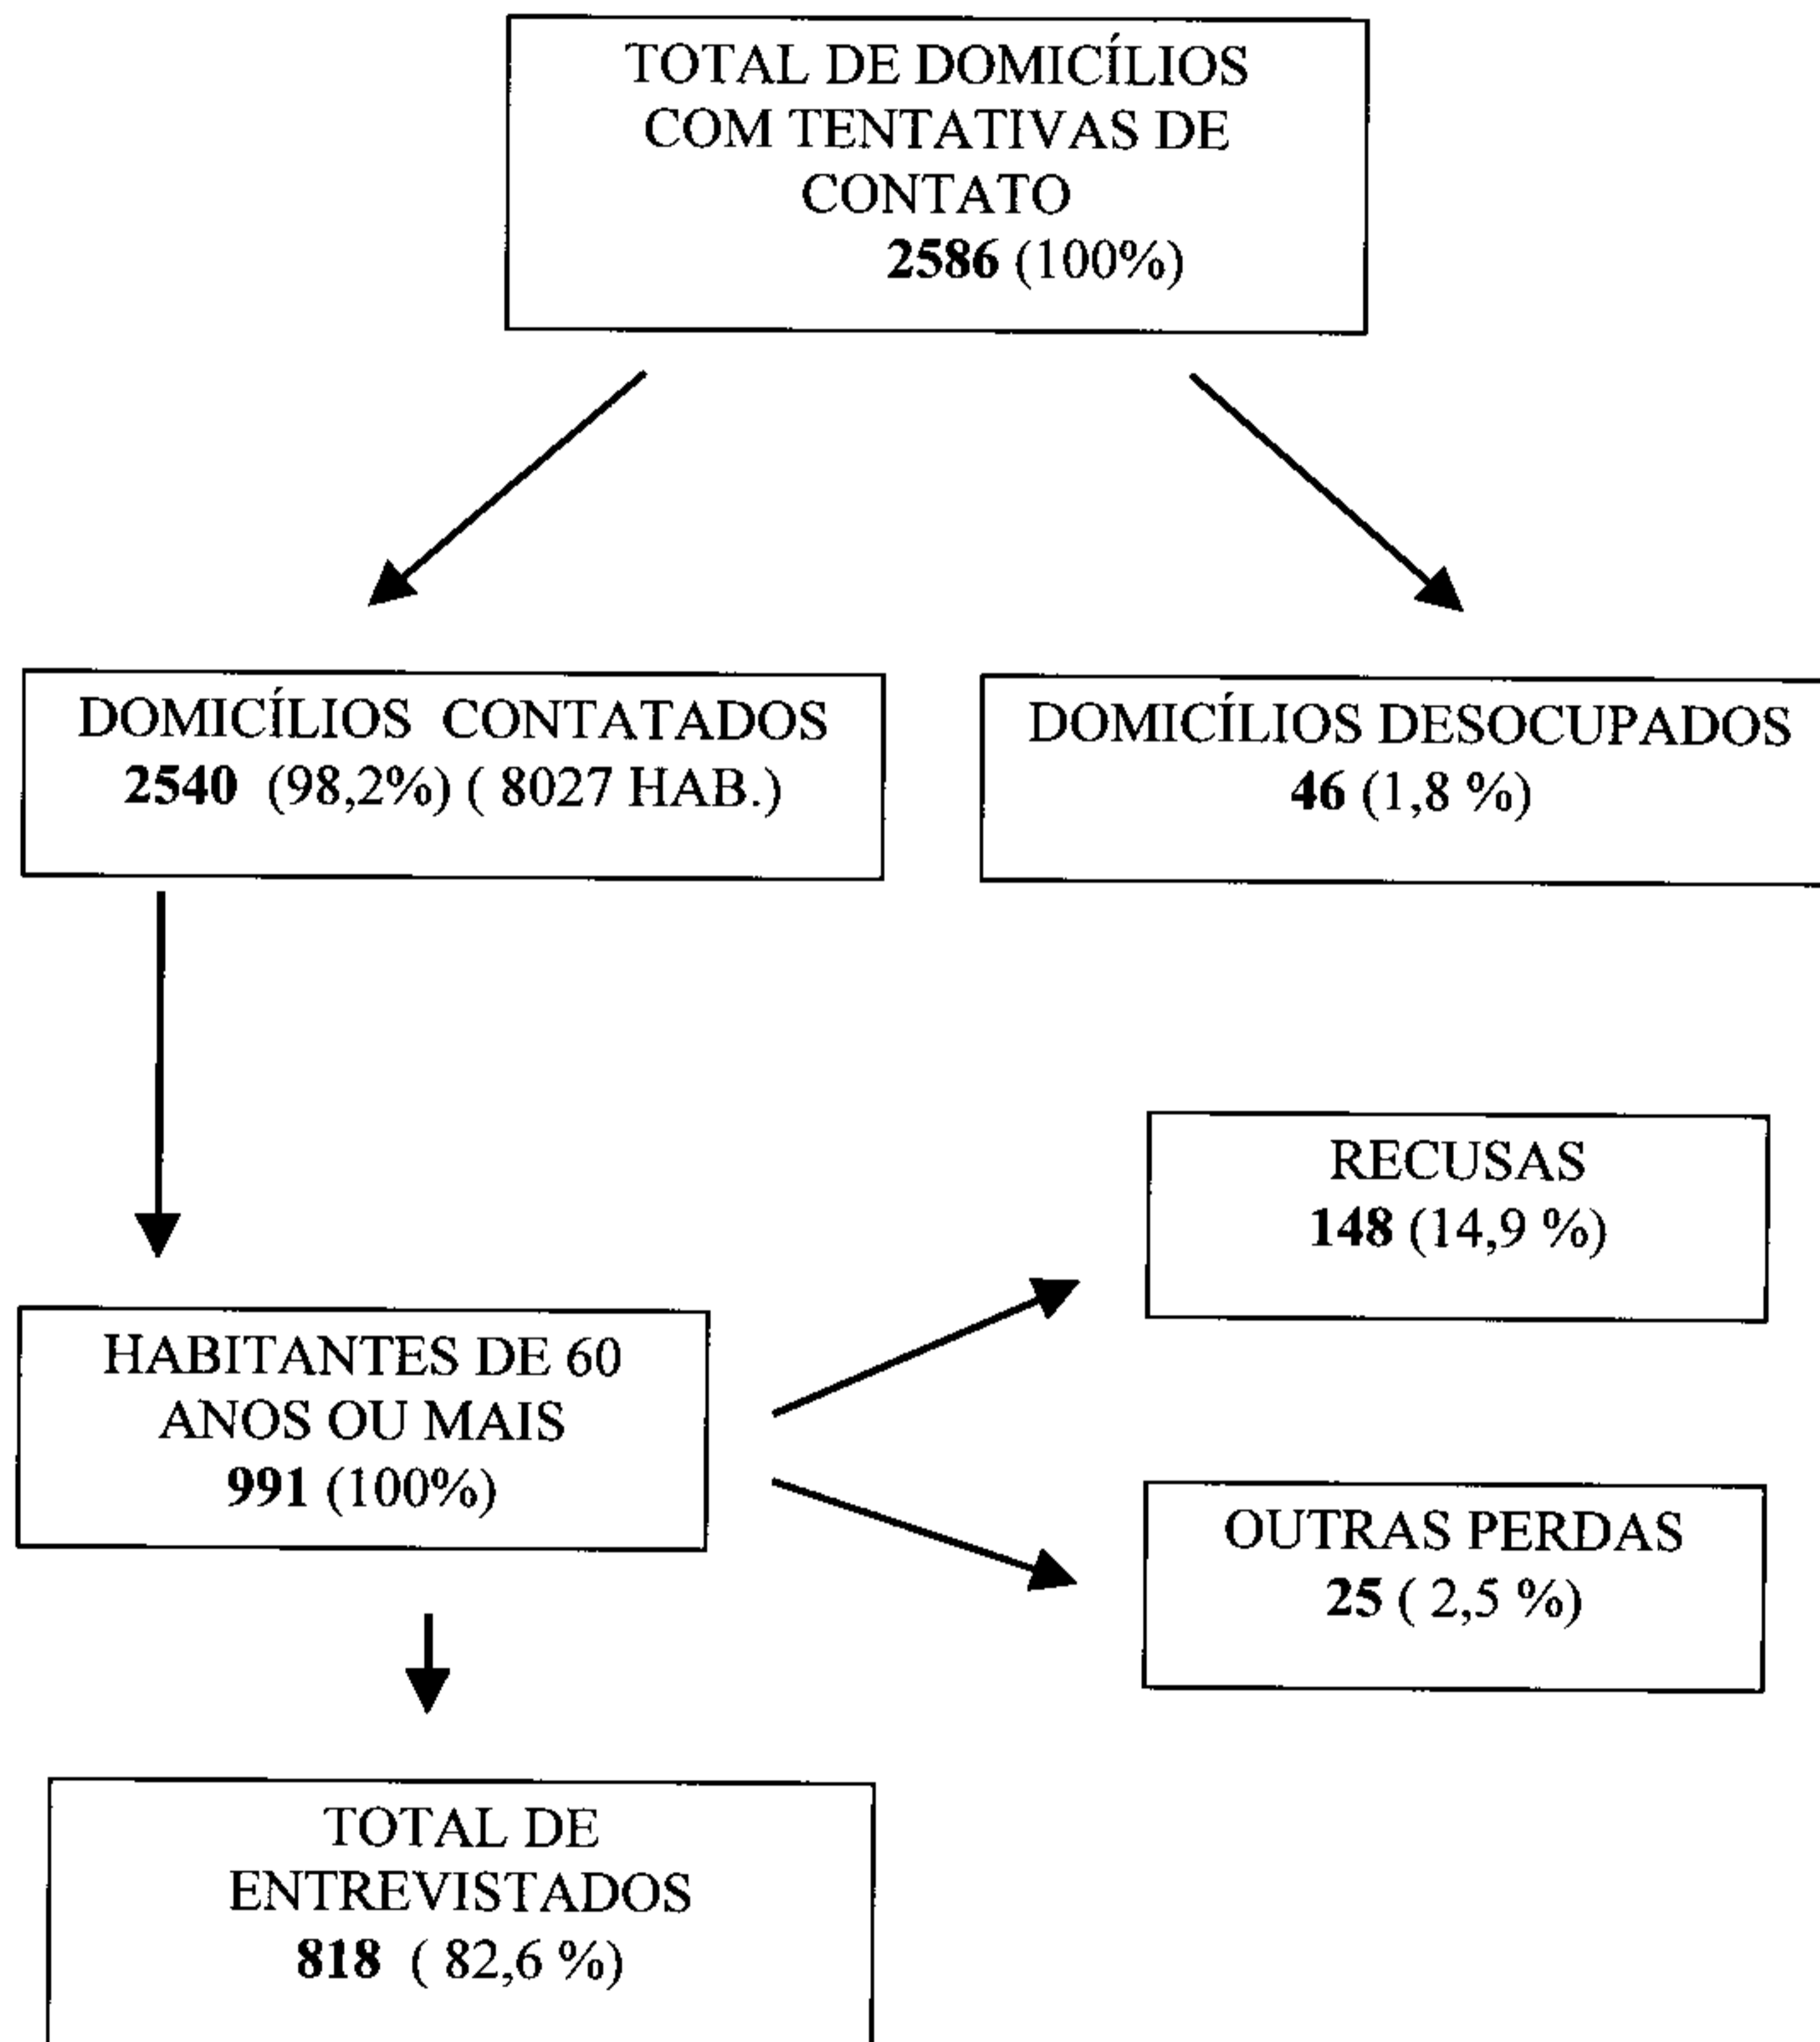 TOTAL DE DOMICÍLIOS
COM TENTATIVAS DE
CONTATO
2586 (100%)
DOMICÍLIOS CONTATADOS
2540 (98,2%) ( 8027 HAB.)
DOMICÍLIOS DESOCUPADOS
46 (1,8 %)
RECUSAS
148 (14,9 %)
HABITANTES DE 60
ANOS OU MAIS
991 (100%)
OUTRAS PERDAS
25 ( 2,5 %)
TOTAL DE
ENTREVISTADOS
818 ( 82,6 %)